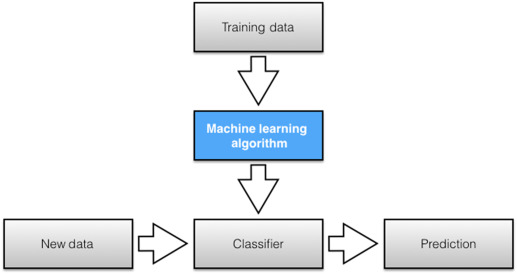 Training data
Machine learning
algorithm
New data
Classifier
Prediction